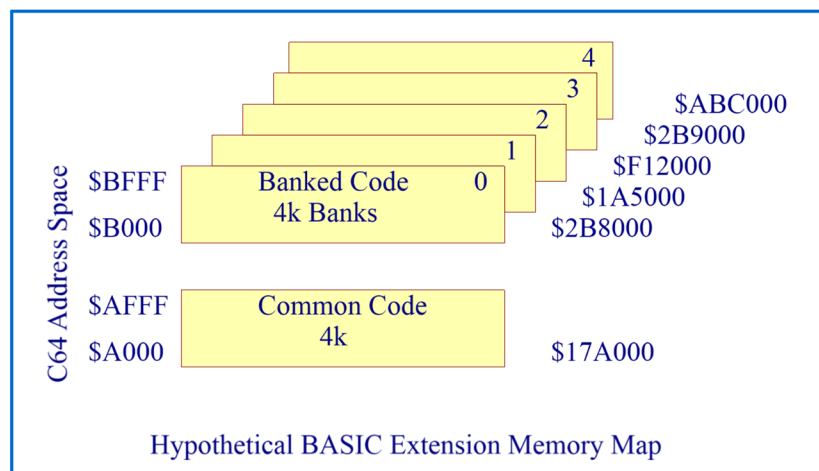 4
3
$ABC000
2
$2B9000
1
$F12000
$BFFF Banked Code 0
$1A5000
$B000 4k Banks $2B8000
C64 Address Space
$AFFF Common Code
4k
$A000 $17A000
Hypothetical BASIC Extension Memory Map